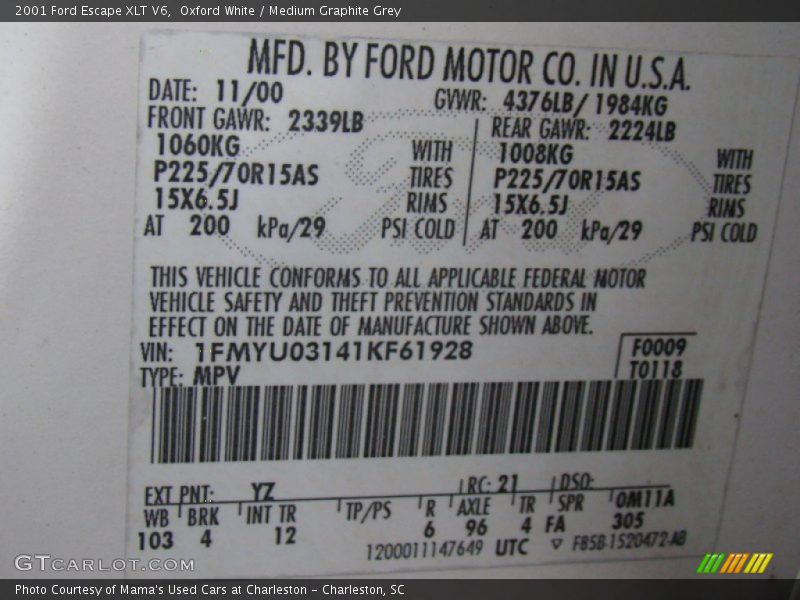 2001 Ford Escape XLT V6, Oxford White / Medium Graphite Grey
MFD. BY FORD MOTOR CO. IN U.S.A.
DATE: 11/00 GVWR: 4376LB/ 1984KG
FRONT GAWR: 2339LB REAR GAWR: 2224LB
1060KG WITH 1008KG WITH
P225/70R15AS TIRES P225/70R15AS TIRES
15X6.5J RIMS 15X6.5J RIMS
AT 200 kPa/29 PSI COLD AT 200 kPa/29 PSI COLD
THIS VEHICLE CONFORMS TO ALL APPLICABLE FEDERAL MOTOR
VEHICLE SAFETY AND THEFT PREVENTION STANDARDS IN
EFFECT ON THE DATE OF MANUFACTURE SHOWN ABOVE.
VIN: 1FMYU03141KF61928 F0009
TYPE: MPV T0118
EXT PNT: YZ RC: 21 DSO:
WB BRK INT TR TP/PS R AXLE TR SPR 0M11A
103 4 12 6 96 4 FA 305
1200011147649 UTC ▽ F85B-1520472-AB
GTCARLOT.COM
Photo Courtesy of Mama's Used Cars at Charleston – Charleston, SC